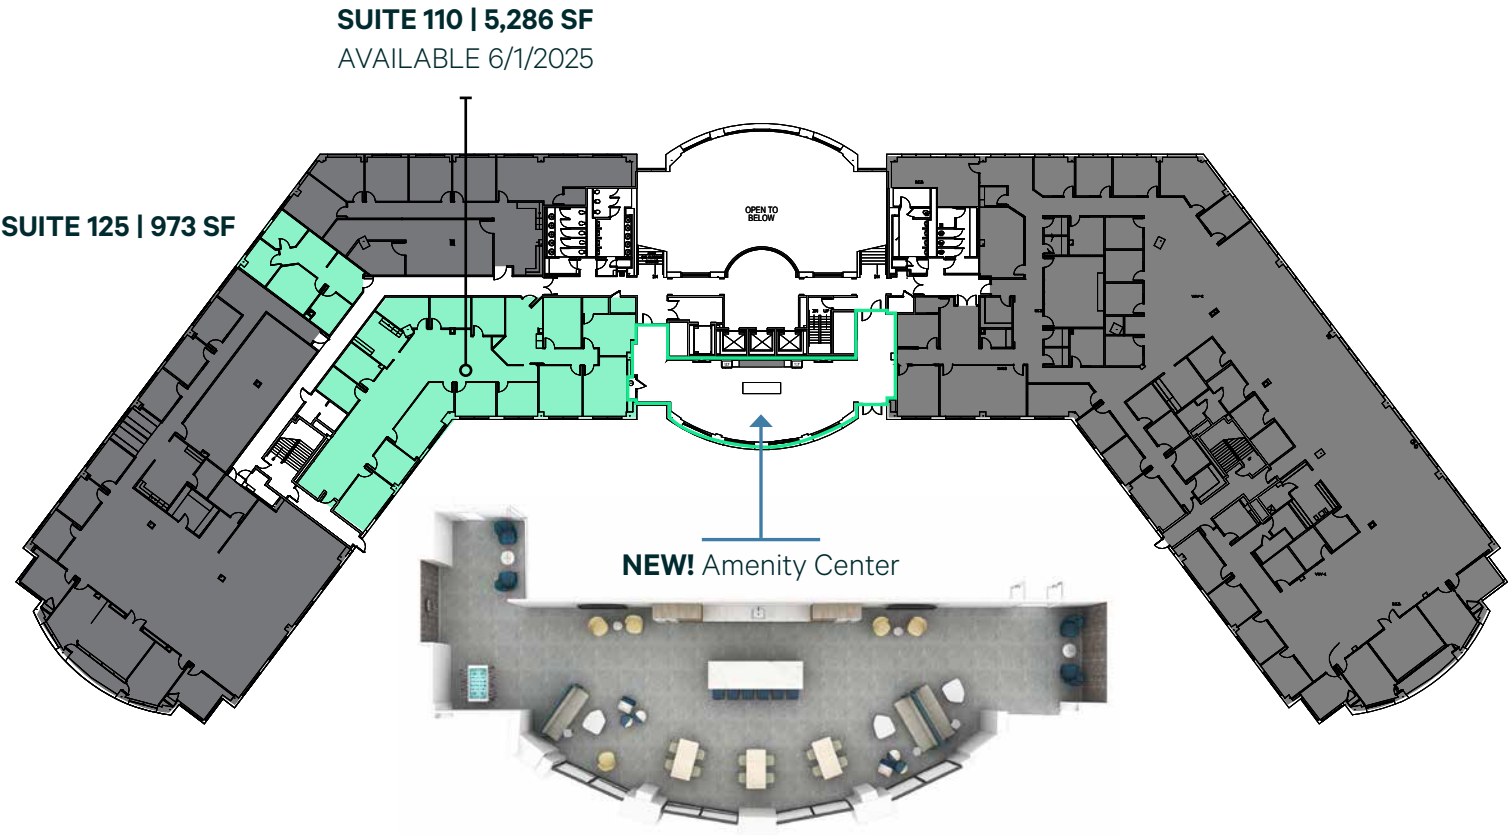 SUITE 110 | 5,286 SF
AVAILABLE 6/1/2025
SUITE 125 | 973 SF
OPEN TO
BELOW
NEW! Amenity Center